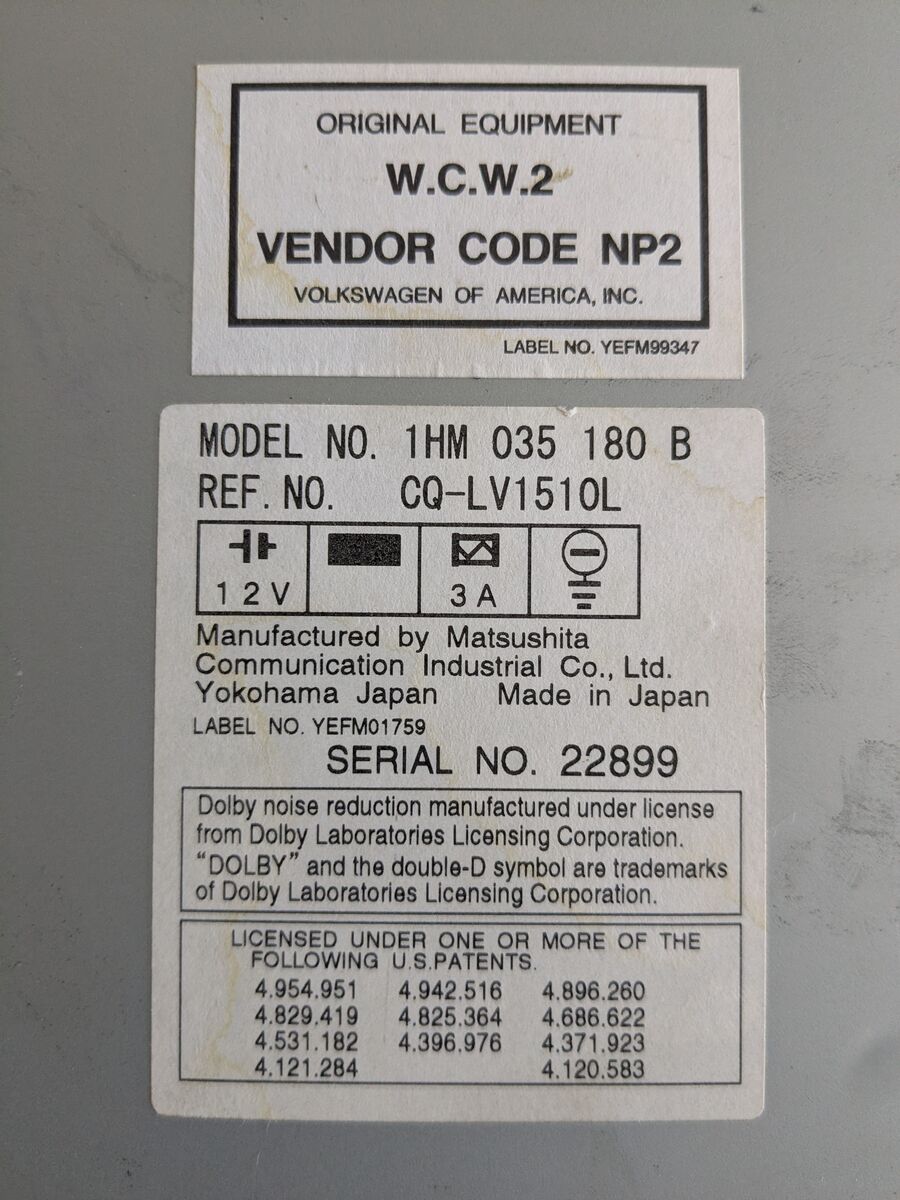 ORIGINAL EQUIPMENT
W.C.W.2
VENDOR CODE NP2
VOLKSWAGEN OF AMERICA, INC.
LABEL NO. YEFM99347
MODEL NO. 1HM 035 180 B
REF. NO. CQ-LV1510L
12V 3A
Manufactured by Matsushita
Communication Industrial Co., Ltd.
Yokohama Japan Made in Japan
LABEL NO. YEFM01759
SERIAL NO. 22899
Dolby noise reduction manufactured under license
from Dolby Laboratories Licensing Corporation.
“DOLBY” and the double-D symbol are trademarks
of Dolby Laboratories Licensing Corporation.
LICENSED UNDER ONE OR MORE OF THE
FOLLOWING U.S.PATENTS.
4.954.951 4.942.516 4.896.260
4.829.419 4.825.364 4.686.622
4.531.182 4.396.976 4.371.923
4.121.284 4.120.583